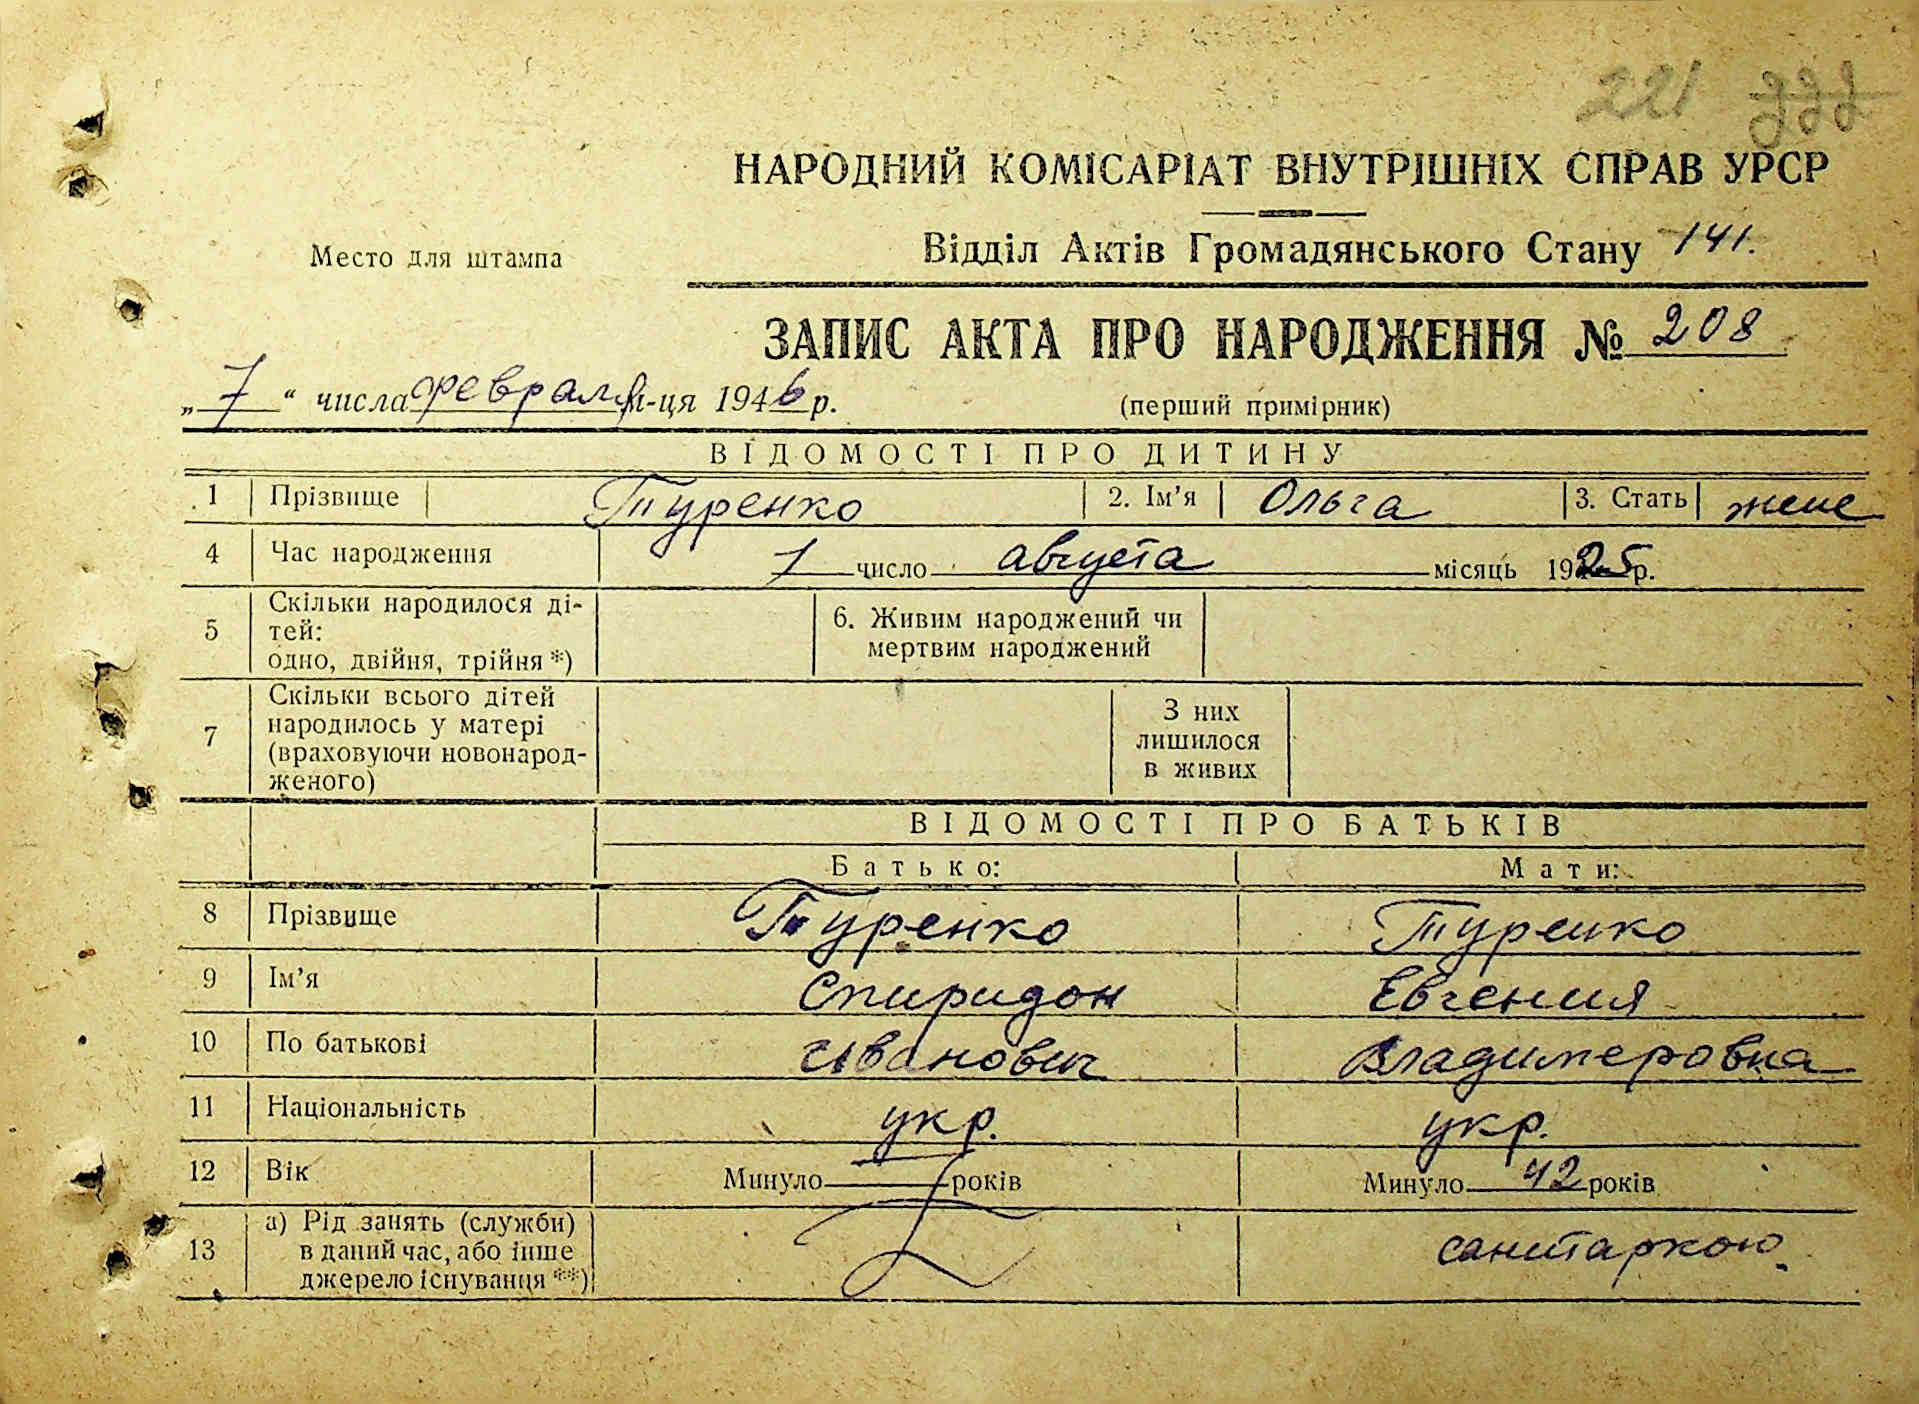 221 222
НАРОДНИЙ КОМІСАРІАТ ВНУТРІШНІХ СПРАВ УРСР
Место для штампа
Відділ Актів Громадянського Стану 141.
ЗАПИС АКТА ПРО НАРОДЖЕННЯ № 208
„7“ числа февраля м-ця 1946 р. (перший примірник)
ВІДОМОСТІ ПРО ДИТИНУ
1 Прізвище Туренко 2. Ім’я Ольга 3. Стать жене
4 Час народження 1 число августа місяць 1925 р.
5 Скільки народилося ді-
тей:
одно, двійня, трійня *)
6. Живим народжений чи
мертвим народжений
7 Скільки всього дітей
народилось у матері
(враховуючи новонарод-
женого)
З них
лишилося
в живих
ВІДОМОСТІ ПРО БАТЬКІВ
Батько: Мати:
8 Прізвище Туренко Туренко
9 Ім’я Спиридон Евгения
10 По батькові Иванович Владимеровна
11 Національність укр. укр.
12 Вік Минуло років Минуло 42 років
13 а) Рід занять (служби)
в даний час, або інше
джерело існування **)
санитаркою.